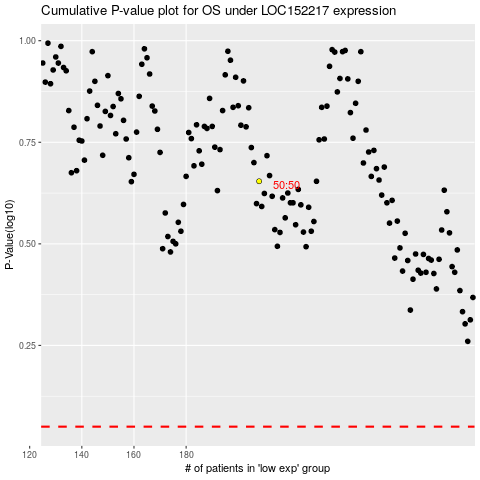 Cumulative P-value plot for OS under LOC152217 expression
1.00
0.75
0.50
0.25
P-Value(log10)
50:50
120 140 160 180
# of patients in 'low exp' group